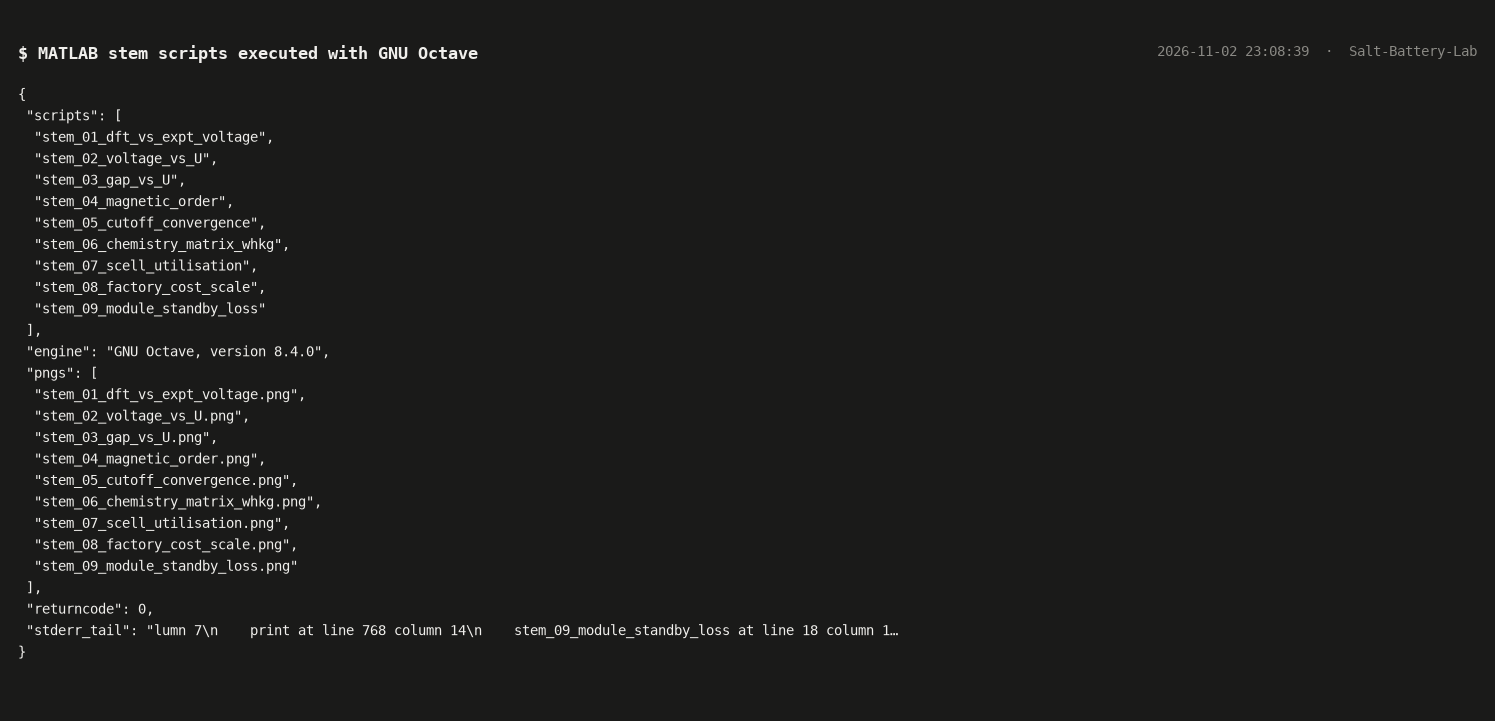 $ MATLAB stem scripts executed with GNU Octave
2026-11-02 23:08:39 · Salt-Battery-Lab
{
 "scripts": [
  "stem_01_dft_vs_expt_voltage",
  "stem_02_voltage_vs_U",
  "stem_03_gap_vs_U",
  "stem_04_magnetic_order",
  "stem_05_cutoff_convergence",
  "stem_06_chemistry_matrix_whkg",
  "stem_07_scell_utilisation",
  "stem_08_factory_cost_scale",
  "stem_09_module_standby_loss"
 ],
 "engine": "GNU Octave, version 8.4.0",
 "pngs": [
  "stem_01_dft_vs_expt_voltage.png",
  "stem_02_voltage_vs_U.png",
  "stem_03_gap_vs_U.png",
  "stem_04_magnetic_order.png",
  "stem_05_cutoff_convergence.png",
  "stem_06_chemistry_matrix_whkg.png",
  "stem_07_scell_utilisation.png",
  "stem_08_factory_cost_scale.png",
  "stem_09_module_standby_loss.png"
 ],
 "returncode": 0,
 "stderr_tail": "lumn 7\n    print at line 768 column 14\n    stem_09_module_standby_loss at line 18 column 1…
}